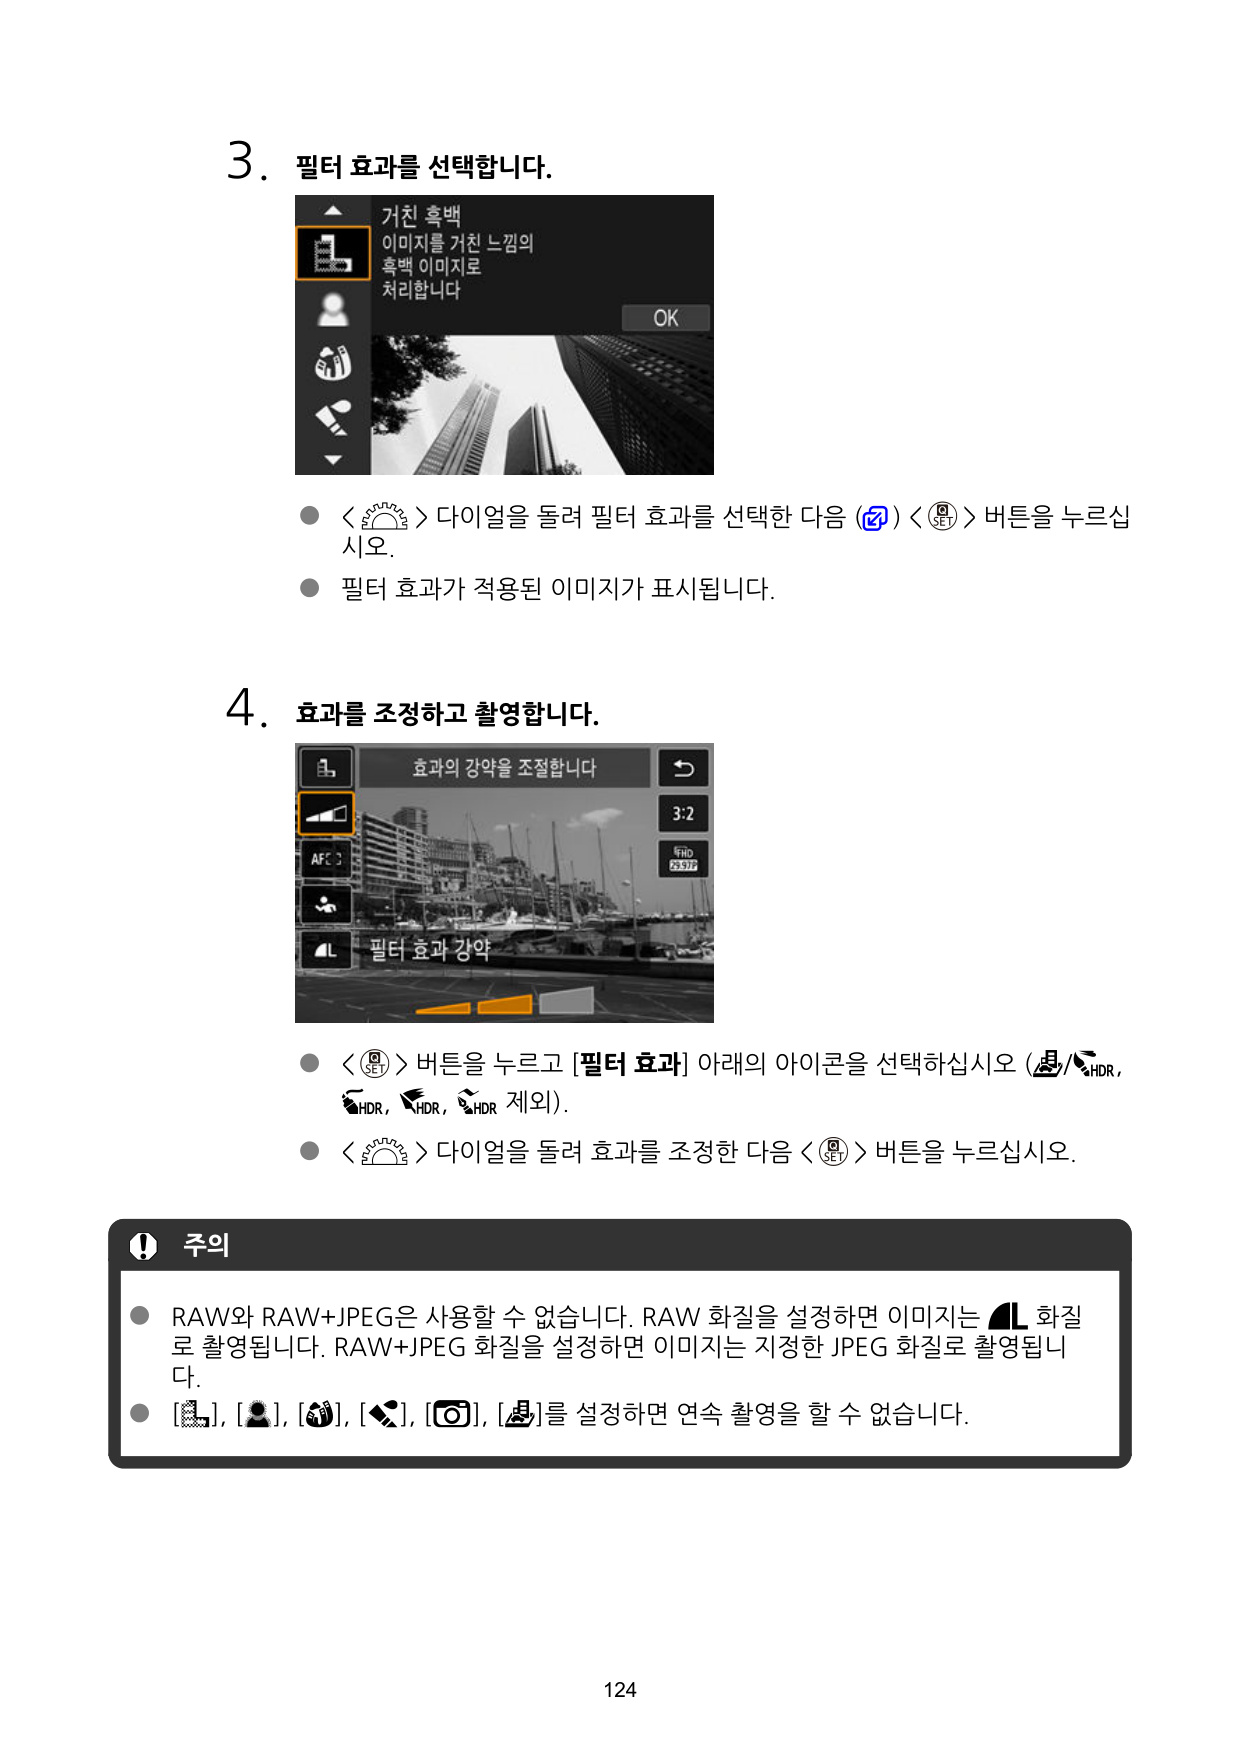 3. 필터 효과를 선택합니다.
거친 흑백
이미지를 거친 느낌의
흑백 이미지로
처리합니다
OK
< > 다이얼을 돌려 필터 효과를 선택한 다음 ( ) < Q SET > 버튼을 누르십
시오.
필터 효과가 적용된 이미지가 표시됩니다.
4. 효과를 조정하고 촬영합니다.
효과의 강약을 조절합니다
3:2
AF
FHD
29.97P
L
필터 효과 강약
< Q SET > 버튼을 누르고 [필터 효과] 아래의 아이콘을 선택하십시오 ( / HDR,
HDR, HDR, HDR 제외).
< > 다이얼을 돌려 효과를 조정한 다음 < Q SET > 버튼을 누르십시오.
주의
RAW와 RAW+JPEG은 사용할 수 없습니다. RAW 화질을 설정하면 이미지는 L 화질
로 촬영됩니다. RAW+JPEG 화질을 설정하면 이미지는 지정한 JPEG 화질로 촬영됩니
다.
[ ], [ ], [ ], [ ], [ ], [ ]를 설정하면 연속 촬영을 할 수 없습니다.
124